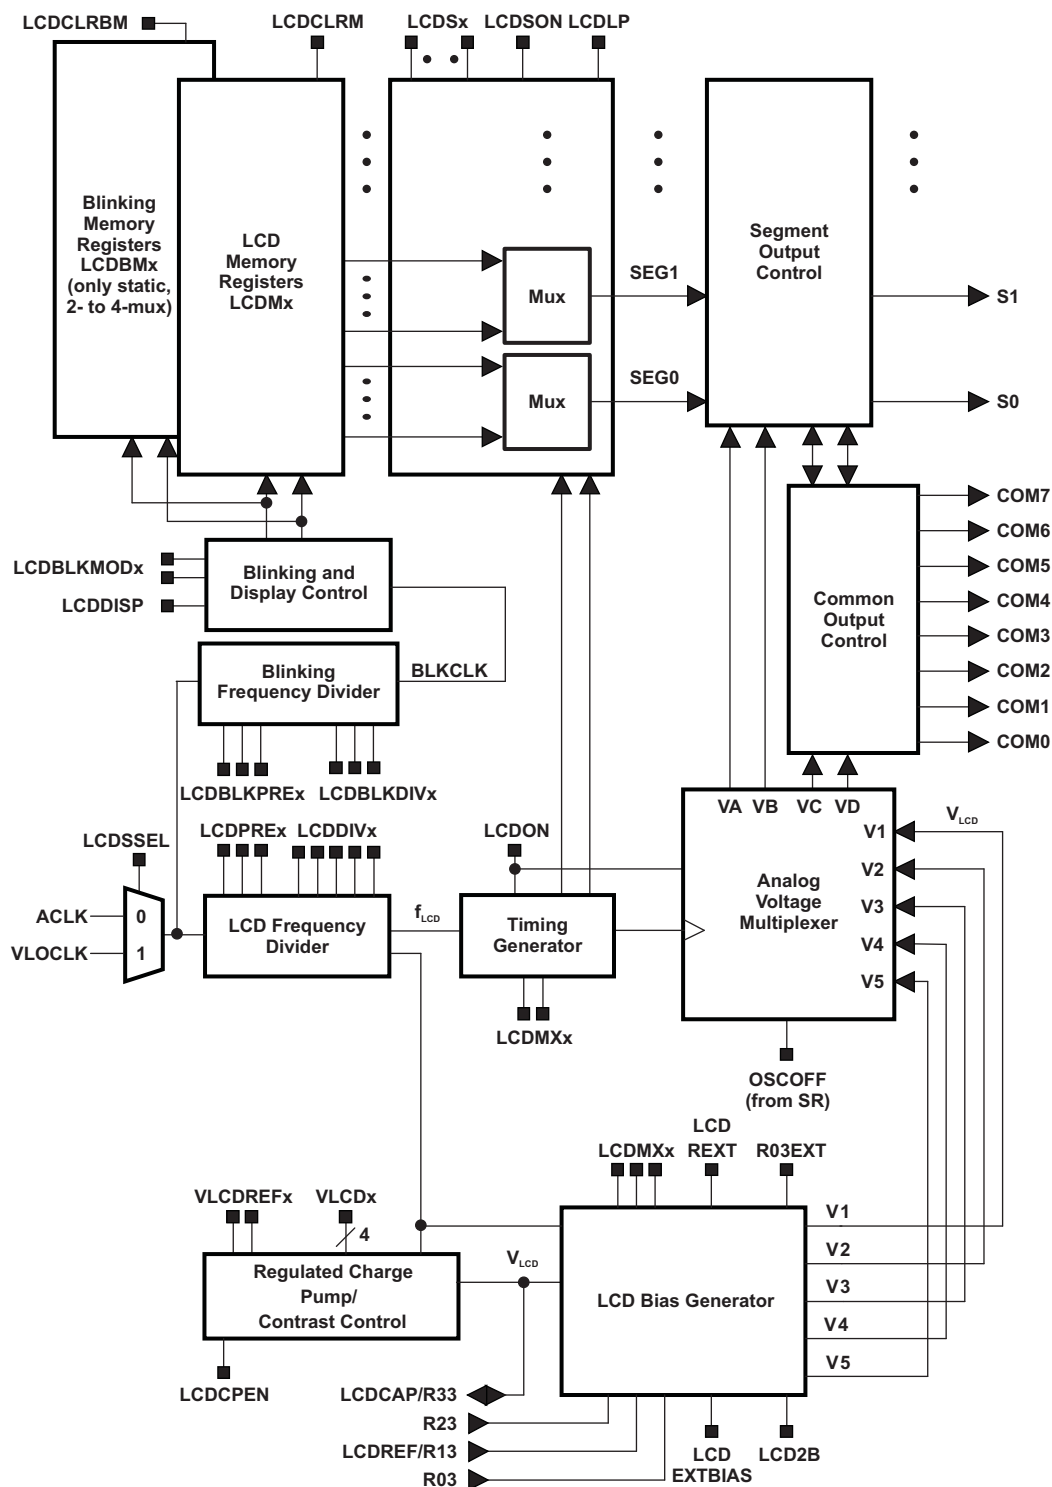 LCDCLRBM
LCDCLRM
LCDSx
LCDSON
LCDLP
Blinking
Memory
Registers
LCDBMx
(only static,
2- to 4-mux)
LCD
Memory
Registers
LCDMx
Mux
Mux
SEG1
SEG0
Segment
Output
Control
S1
S0
LCDBLKMODx
LCDDISP
Blinking and
Display Control
Blinking
Frequency Divider
BLKCLK
LCDBLKPREx
LCDBLKDIVx
Common
Output
Control
COM7
COM6
COM5
COM4
COM3
COM2
COM1
COM0
LCDSSEL
ACLK
VLOCLK
0
1
LCDPREx
LCDDIVx
LCD Frequency
Divider
fLCD
LCDON
Timing
Generator
LCDMXx
VA
VB
VC
VD
V1
V2
V3
V4
V5
Analog
Voltage
Multiplexer
VLCD
OSCOFF
(from SR)
VLCDREFx
VLCDx
4
Regulated Charge
Pump/
Contrast Control
LCDCPEN
VLCD
LCDMXx
LCD
REXT
R03EXT
LCD Bias Generator
V1
V2
V3
V4
V5
LCDCAP/R33
R23
LCDREF/R13
R03
LCD
EXTBIAS
LCD2B